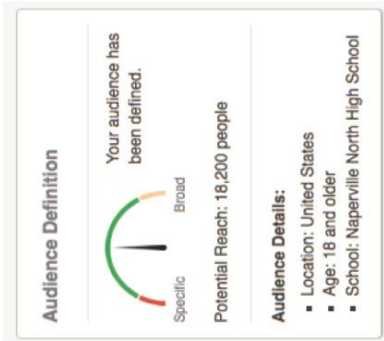 Audience Definition
Your audience has
been defined.
Specific
Broad
Potential Reach: 18,200 people
Audience Details:
▪ Location: United States
▪ Age: 18 and older
▪ School: Naperville North High School